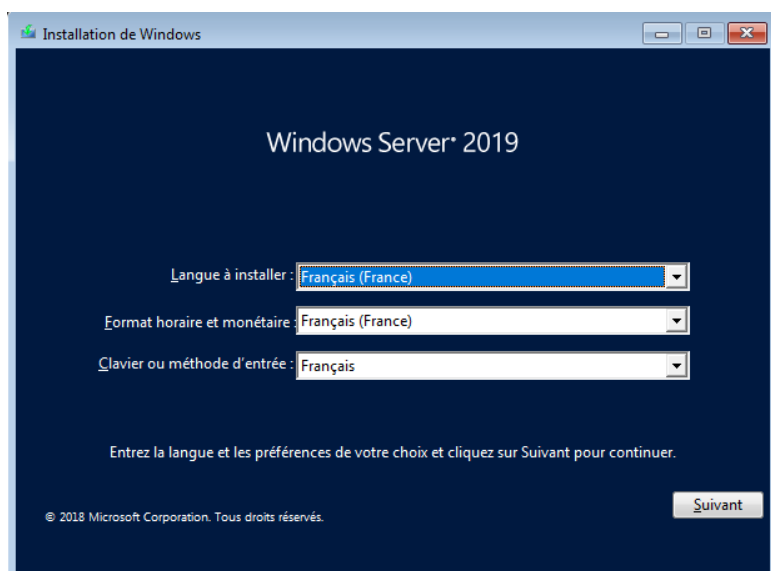 Installation de Windows
Windows Server® 2019
Langue à installer : Français (France)
Format horaire et monétaire : Français (France)
Clavier ou méthode d'entrée : Français
Entrez la langue et les préférences de votre choix et cliquez sur Suivant pour continuer.
Suivant
© 2018 Microsoft Corporation. Tous droits réservés.